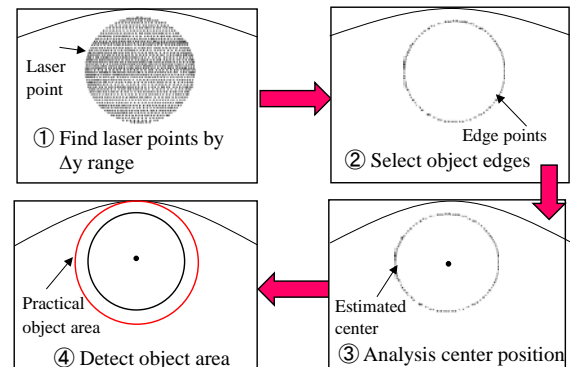 Laser
point
① Find laser points by
Δy range
Edge points
② Select object edges
Estimated
center
③ Analysis center position
Practical
object area
④ Detect object area